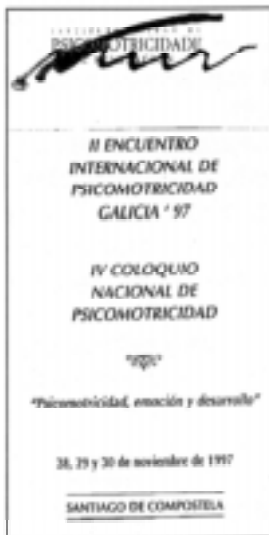 PSICOMOTRICIDADE
II ENCUENTRO
INTERNACIONAL DE
PSICOMOTRICIDAD
GALICIA ' 97
IV COLOQUIO
NACIONAL DE
PSICOMOTRICIDAD
"Psicomotricidad, emoción y desarrollo"
28, 29 y 30 de noviembre de 1997
SANTIAGO DE COMPOSTELA